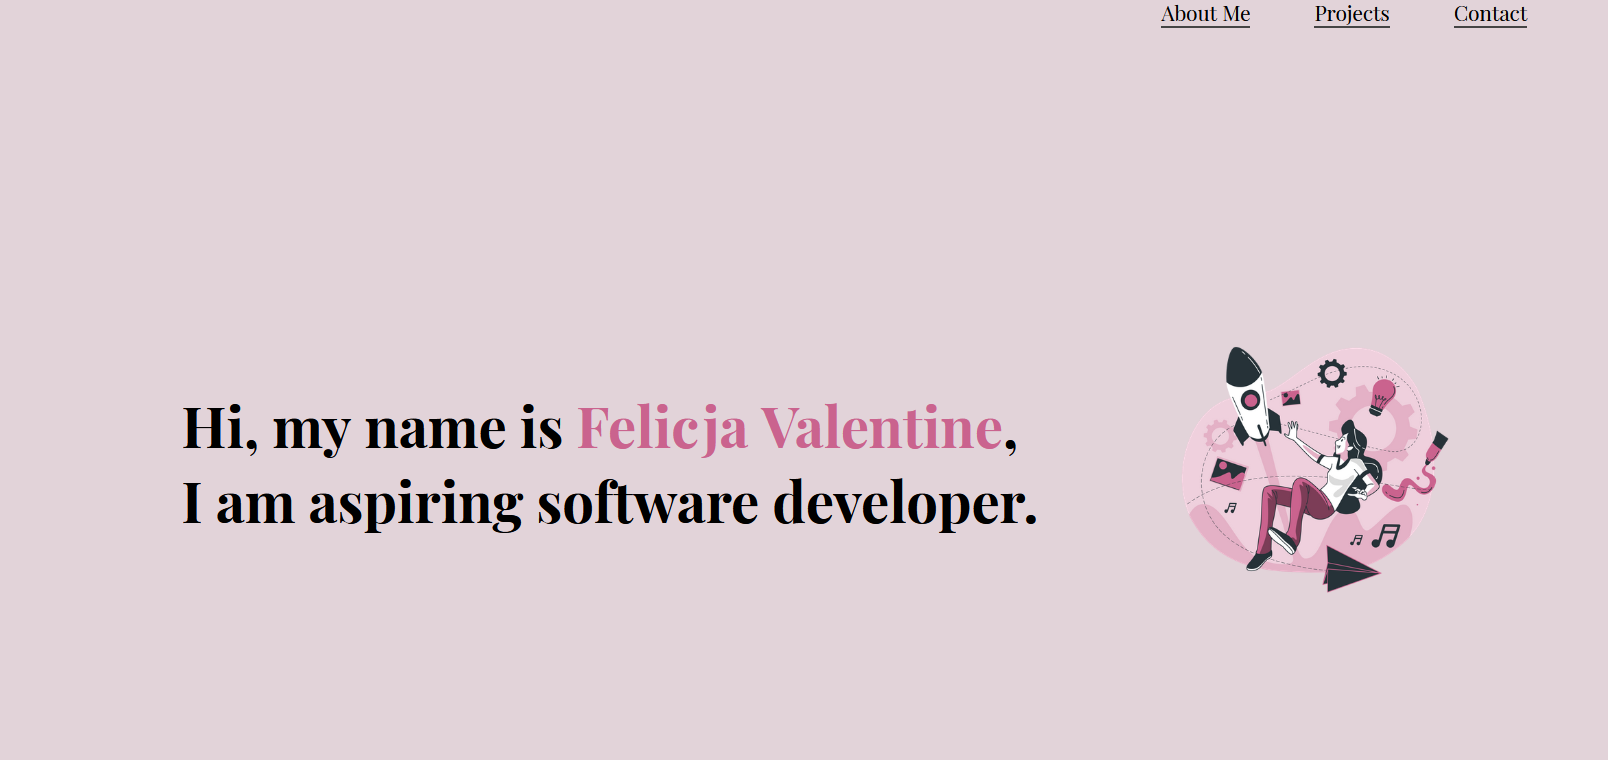 About Me Projects Contact
Hi, my name is Felicja Valentine,
I am aspiring software developer.